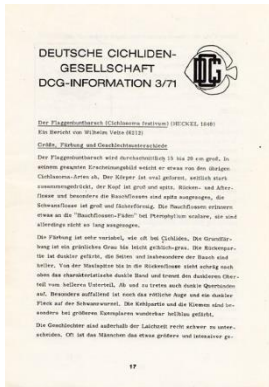 DEUTSCHE CICHLIDEN-
GESELLSCHAFT
DCG-INFORMATION 3/71
DCG
Der Flaggenbuntbarsch (Cichlasoma festivum) (HECKEL 1840)
Ein Bericht von Wilhelm Veite (0212)
Größe, Färbung und Geschlechtsunterschiede
Der Flaggenbuntbarsch wird durchschnittlich 15 bis 20 cm groß. In
seinem gesamten Erscheinungsbild weicht er etwas von den übrigen
Cichlasoma-Arten ab. Der Körper ist oval geformt, seitlich stark
zusammengedrückt, der Kopf ist groß und spitz. Rücken- und After-
flosse und besonders die Bauchflossen sind spitz ausgezogen, die
Schwanzflosse ist groß und fächerförmig. Die Bauchflossen erinnern
etwas an die "Bauchflossen-Fäden" bei Pterophyllum scalare, sie sind
allerdings nicht so lang ausgezogen.
Die Färbung ist sehr variabel, wie oft bei Cichliden. Die Grundfär-
bung ist ein grünliches Grau bis leicht gelblich-grau. Die Rückenpar-
tie ist dunkler gefärbt, die Seiten und insbesondere der Bauch sind
heller. Von der Maulspitze bis in die Rückenflosse zieht schräg nach
oben das charakteristische dunkle Band und trennt den dunkleren Ober-
teil vom helleren Unterteil. Ab und zu treten auch dunkle Querbinden
auf. Besonders auffallend ist noch das rötliche Auge und ein dunkler
Fleck auf der Schwanzwurzel. Die Kehlpartie und die Kiemen sind be-
sonders bei größeren Exemplaren wunderbar hellblau gefärbt.
Die Geschlechter sind außerhalb der Laichzeit recht schwer zu unter-
scheiden. Oft ist das Männchen etwas größer und intensiver ge-
17